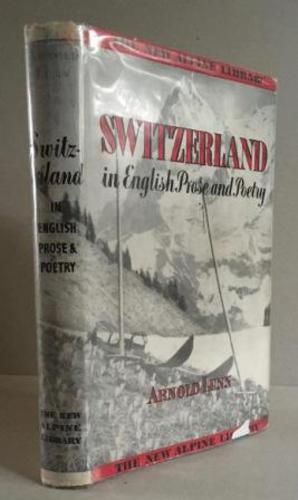 THE NEW ALPINE LIBRARY
SWITZERLAND
in English Prose and Poetry
ARNOLD LUNN
THE NEW ALPINE LIBRARY
Switz-
erland
IN
ENGLISH
PROSE &
POETRY
THE NEW
ALPINE
LIBRARY